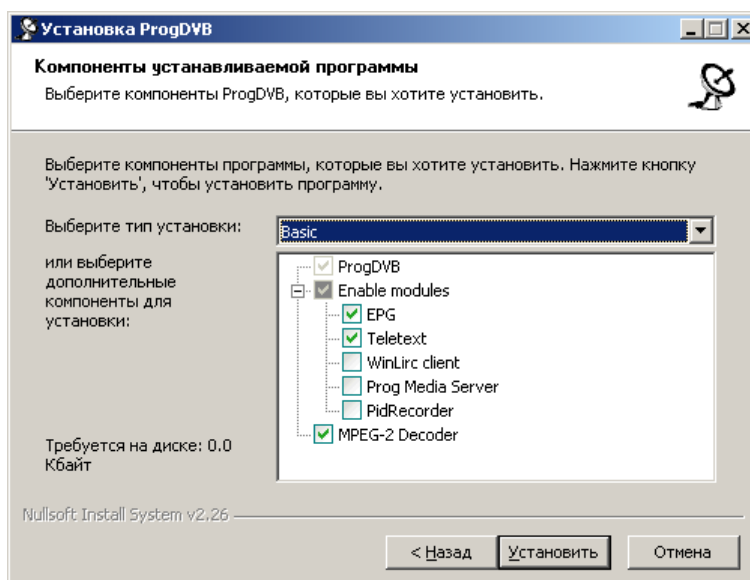 Установка ProgDVB
Компоненты устанавливаемой программы
Выберите компоненты ProgDVB, которые вы хотите установить.
Выберите компоненты программы, которые вы хотите установить. Нажмите кнопку
'Установить', чтобы установить программу.
Выберите тип установки:
Basic
или выберите
дополнительные
компоненты для
установки:
ProgDVB
Enable modules
EPG
Teletext
WinLirc client
Prog Media Server
PidRecorder
MPEG-2 Decoder
Требуется на диске: 0.0
Кбайт
Nullsoft Install System v2.26
< Назад
Установить
Отмена